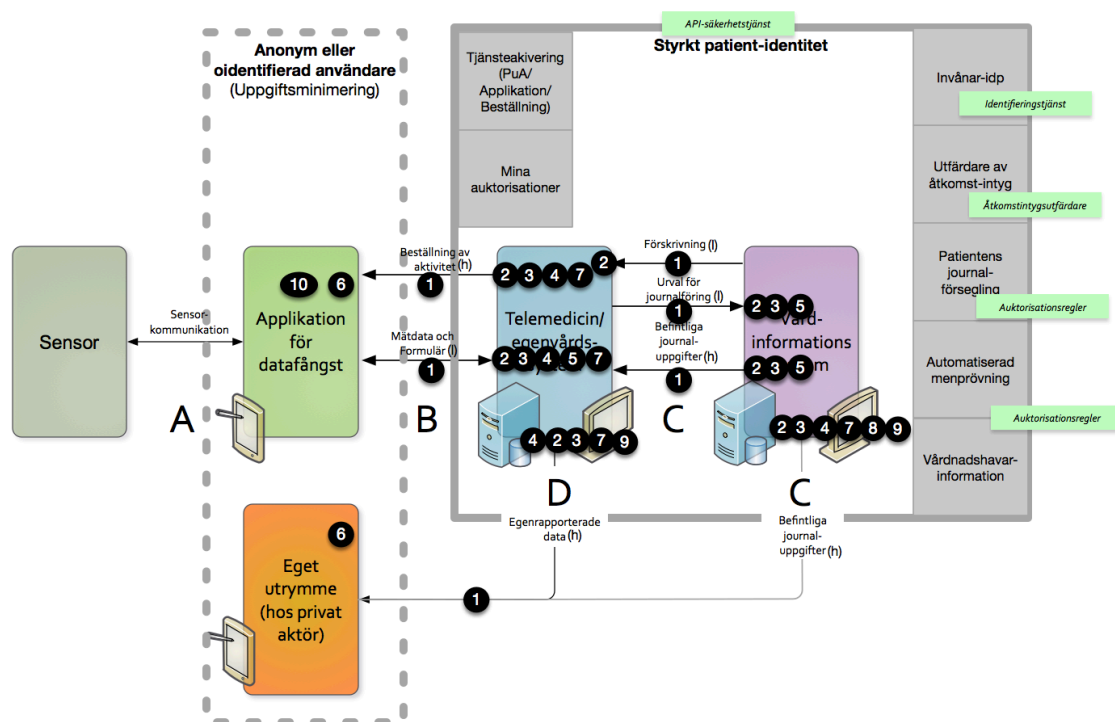 API-säkerhetstjänst
Styrkt patient-identitet
Anonym eller
oidentifierad användare
(Uppgiftsminimering)
Tjänsteakivering
(PuA/
Applikation/
Beställning)
Mina
auktorisationer
Invånar-idp
Identifieringstjänst
Utfärdare av
åtkomst-intyg
Åtkomstintygsutfärdare
Patientens
journal-
försegling
Auktorisationsregler
Automatiserad
menprövning
Auktorisationsregler
Vårdnadshavar-
information
Sensor
Sensor-
kommunikation
A
10 6
Applikation
för
datafångst
Beställning av
aktivitet (h)
1
Mätdata och
Formulär (l)
1
B
2 3 4 7 2
Telemedicin/
egenvårds-
2 3 4 5 7
4 2 3 7 9
D
Förskrivning (l)
1
Urval för
journalföring (l)
1
Befintliga
journal-
uppgifter (h)
1
C
2 3 5
Vård-
informations
2 3 5
2 3 4 7 8 9
C
Egenrapporterade
data (h)
Befintliga
journal-
uppgifter (h)
1
6
Eget
utrymme
(hos privat
aktör)